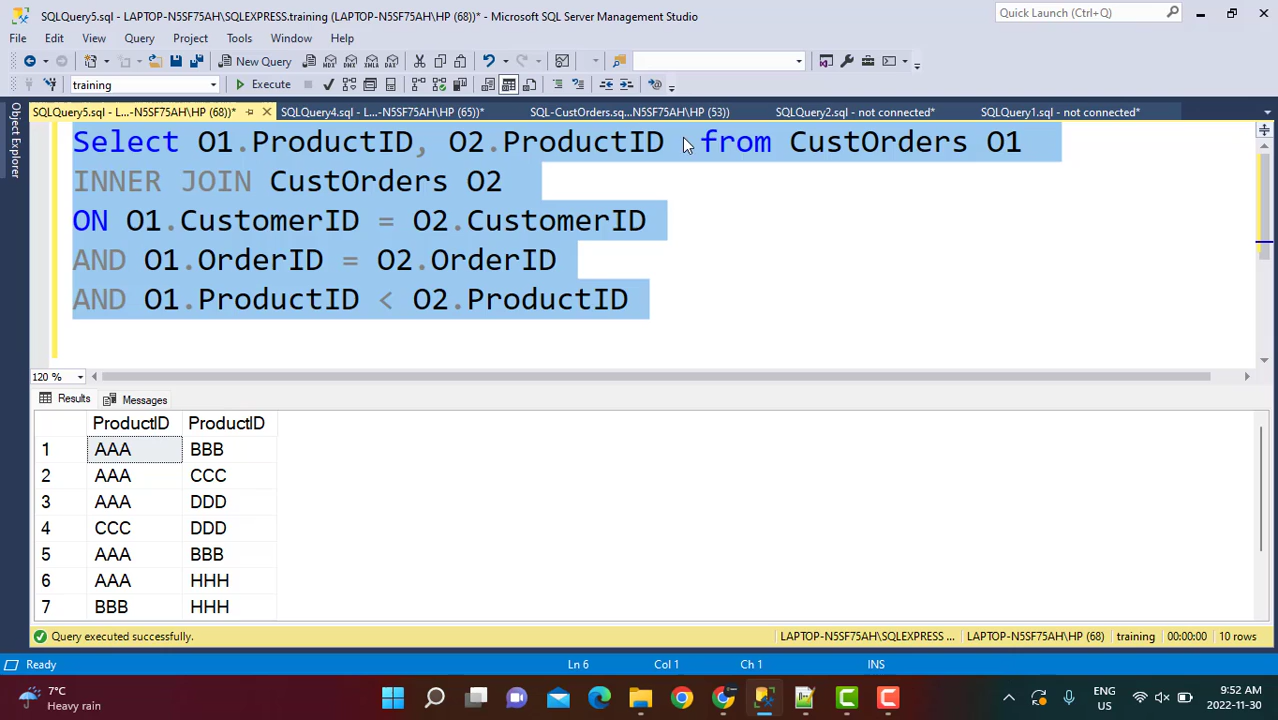 SQLQuery5.sql - LAPTOP-N5SF75AH\SQLEXPRESS.training (LAPTOP-N5SF75AH\HP (68))* - Microsoft SQL Server Management Studio
Quick Launch (Ctrl+Q)
File Edit View Query Project Tools Window Help
New Query
MDX DMX XMLA DAX
training Execute
SQLQuery5.sql - L...-N5SF75AH\HP (68))* SQLQuery4.sql - L...-N5SF75AH\HP (65))* SQL-CustOrders.sq...N5SF75AH\HP (53)) SQLQuery2.sql - not connected* SQLQuery1.sql - not connected*
Object Explorer
Select O1.ProductID, O2.ProductID from CustOrders O1
INNER JOIN CustOrders O2
ON O1.CustomerID = O2.CustomerID
AND O1.OrderID = O2.OrderID
AND O1.ProductID < O2.ProductID
120 %
Results Messages
ProductID ProductID
1 AAA BBB
2 AAA CCC
3 AAA DDD
4 CCC DDD
5 AAA BBB
6 AAA HHH
7 BBB HHH
Query executed successfully. LAPTOP-N5SF75AH\SQLEXPRESS ... LAPTOP-N5SF75AH\HP (68) training 00:00:00 10 rows
Ready Ln 6 Col 1 Ch 1 INS
7°C
Heavy rain
ENG
US
9:52 AM
2022-11-30